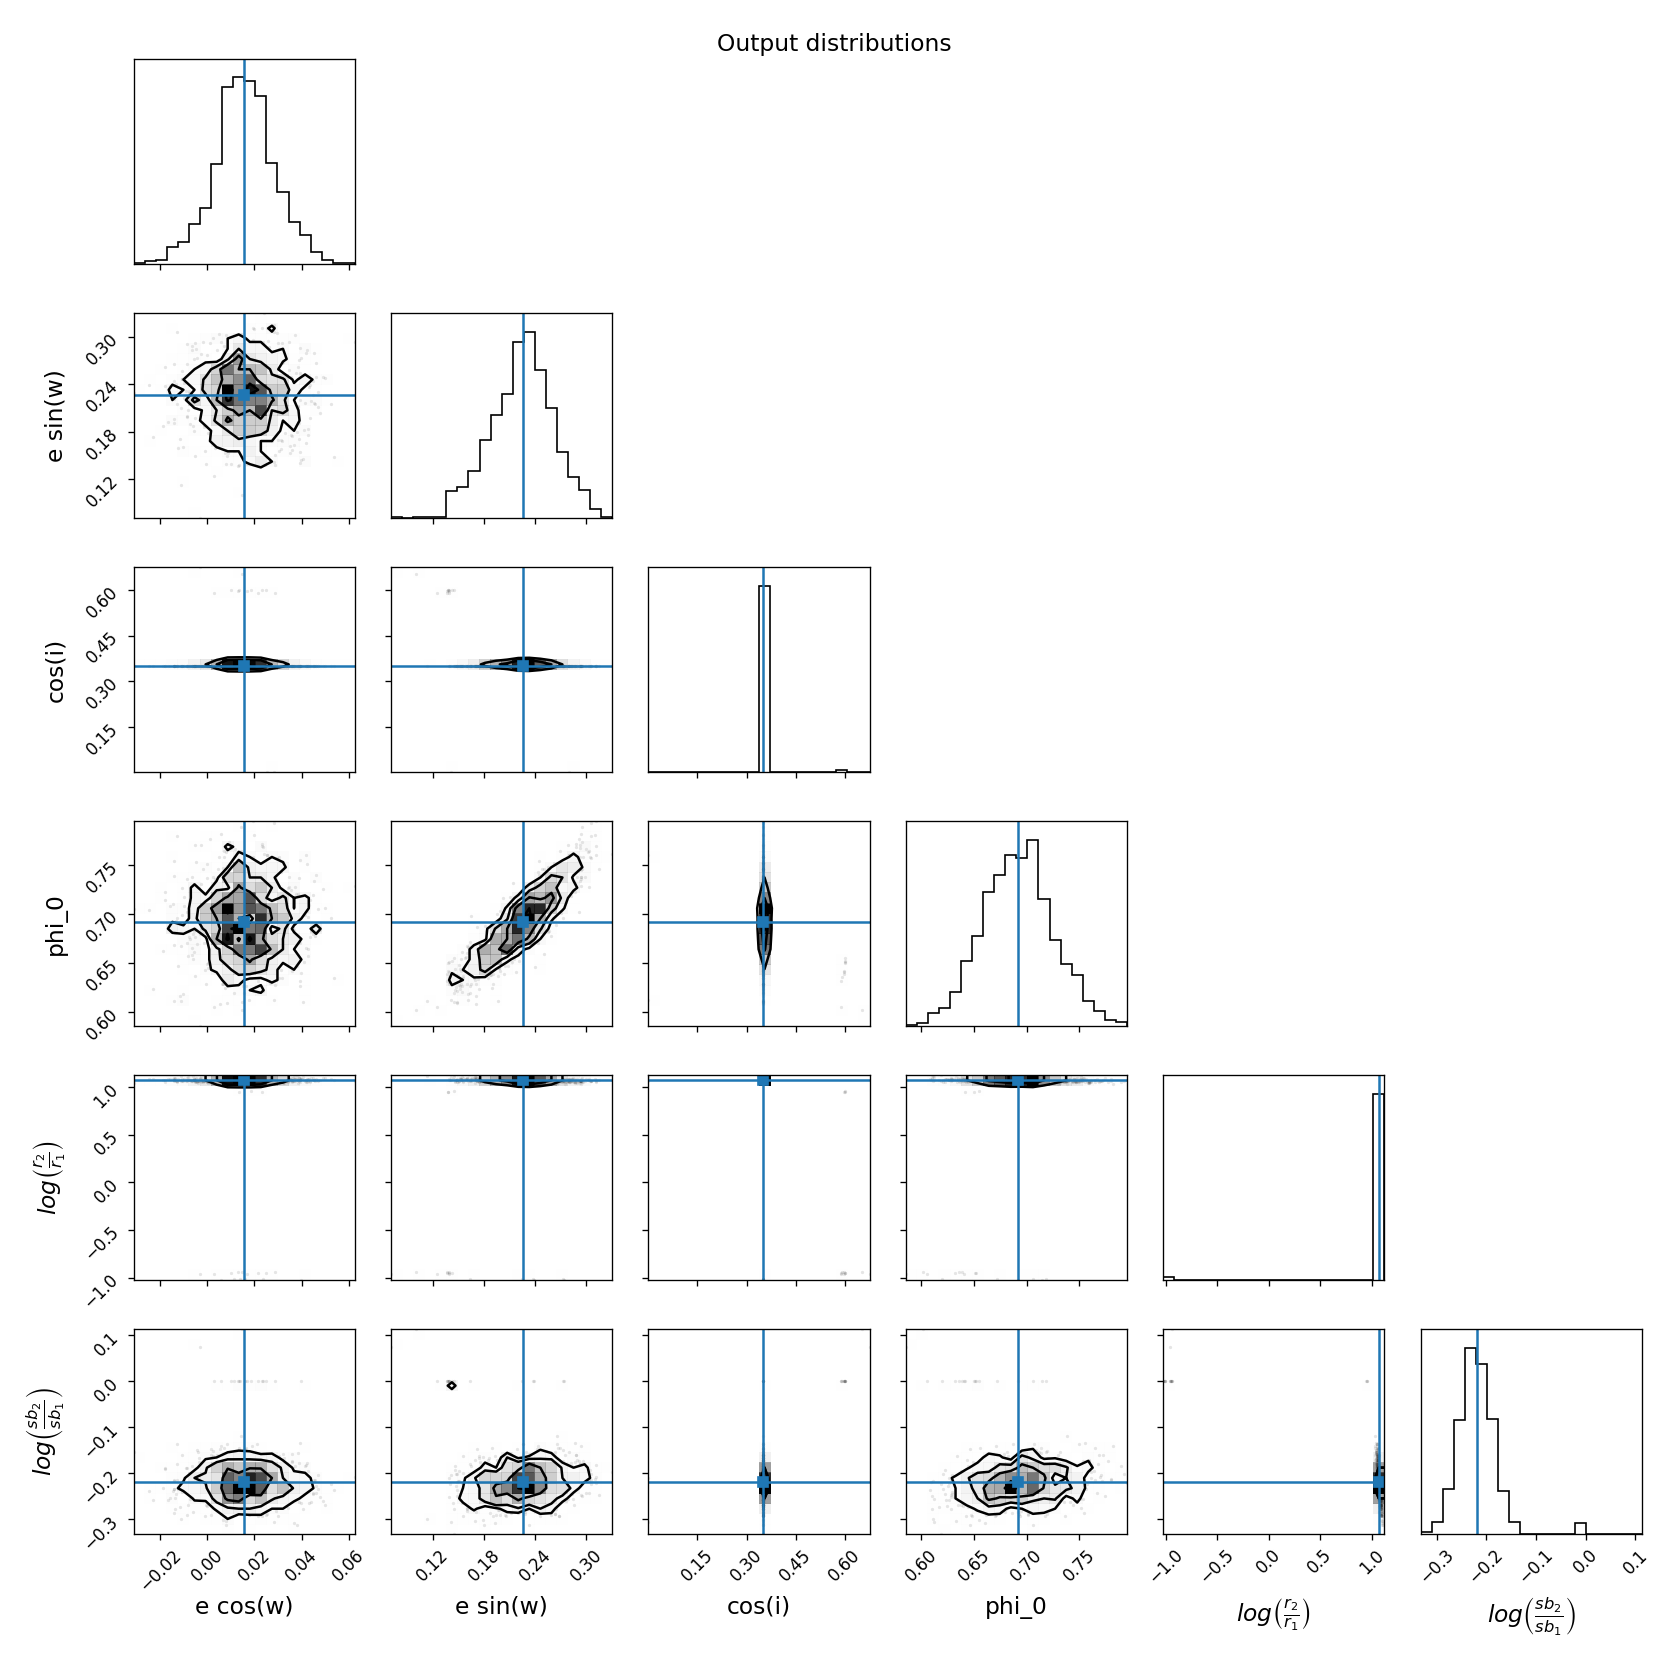 Output distributions
e sin(w)
0.30
0.24
0.18
0.12
cos(i)
0.60
0.45
0.30
0.15
phi_0
0.75
0.70
0.65
0.60
log(r₂/r₁)
1.0
0.5
0.0
−0.5
−1.0
log(sb₂/sb₁)
0.1
0.0
−0.1
−0.2
−0.3
−0.02 0.00 0.02 0.04 0.06 0.12 0.18 0.24 0.30 0.15 0.30 0.45 0.60 0.60 0.65 0.70 0.75 −1.0 −0.5 0.0 0.5 1.0 −0.3 −0.2 −0.1 0.0 0.1
e cos(w) e sin(w) cos(i) phi_0 log(r₂/r₁) log(sb₂/sb₁)